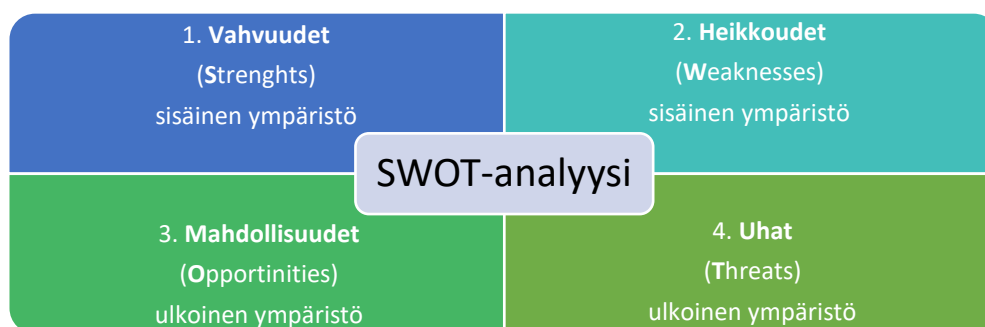 1. Vahvuudet
(Strenghts)
sisäinen ympäristö
2. Heikkoudet
(Weaknesses)
sisäinen ympäristö
SWOT-analyysi
3. Mahdollisuudet
(Opportinities)
ulkoinen ympäristö
4. Uhat
(Threats)
ulkoinen ympäristö